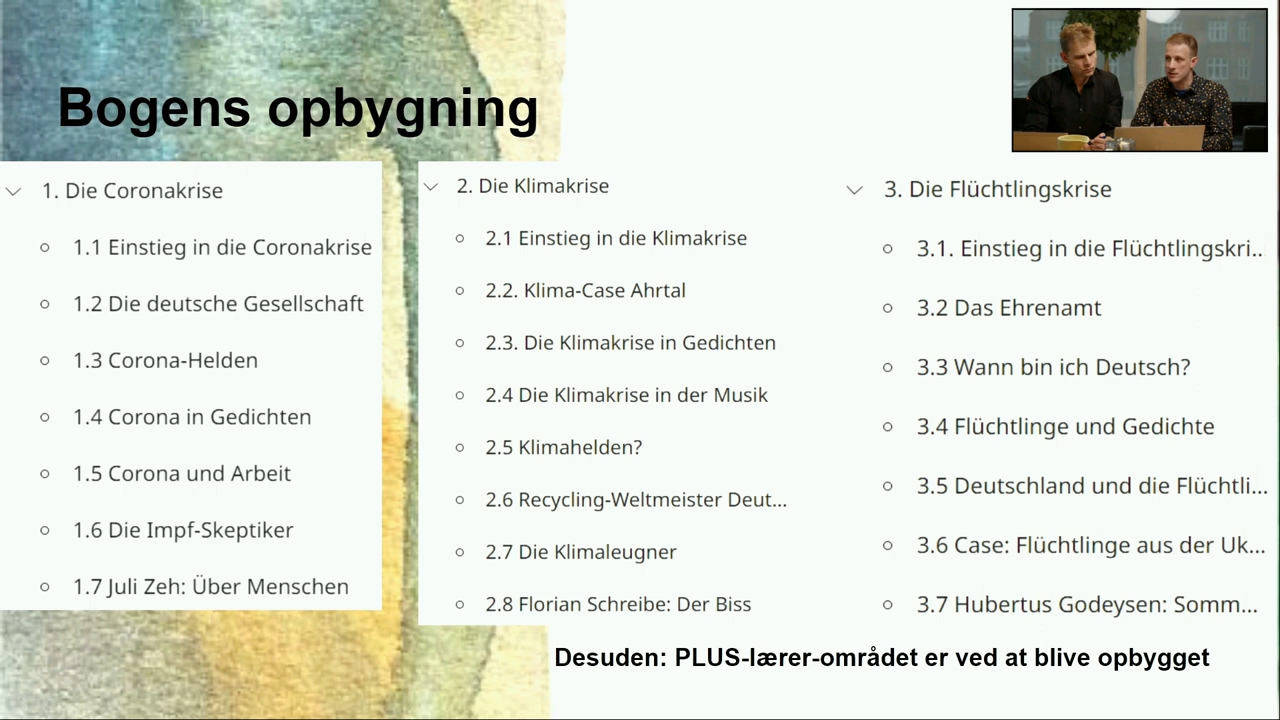 Bogens opbygning
1. Die Coronakrise
1.1 Einstieg in die Coronakrise
1.2 Die deutsche Gesellschaft
1.3 Corona-Helden
1.4 Corona in Gedichten
1.5 Corona und Arbeit
1.6 Die Impf-Skeptiker
1.7 Juli Zeh: Über Menschen
2. Die Klimakrise
2.1 Einstieg in die Klimakrise
2.2. Klima-Case Ahrtal
2.3. Die Klimakrise in Gedichten
2.4 Die Klimakrise in der Musik
2.5 Klimahelden?
2.6 Recycling-Weltmeister Deut...
2.7 Die Klimaleugner
2.8 Florian Schreibe: Der Biss
3. Die Flüchtlingskrise
3.1. Einstieg in die Flüchtlingskri...
3.2 Das Ehrenamt
3.3 Wann bin ich Deutsch?
3.4 Flüchtlinge und Gedichte
3.5 Deutschland und die Flüchtli...
3.6 Case: Flüchtlinge aus der Uk...
3.7 Hubertus Godeysen: Somm...
Desuden: PLUS-lærer-området er ved at blive opbygget